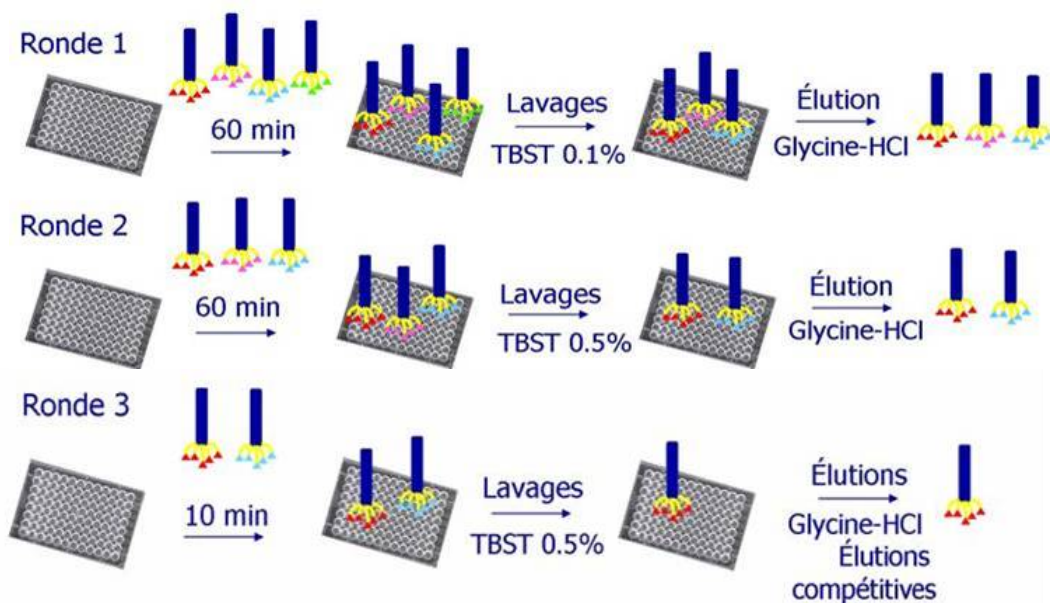 Ronde 1
60 min
Lavages
TBST 0.1%
Élution
Glycine-HCl
Ronde 2
60 min
Lavages
TBST 0.5%
Élution
Glycine-HCl
Ronde 3
10 min
Lavages
TBST 0.5%
Élutions
Glycine-HCl
Élutions
compétitives